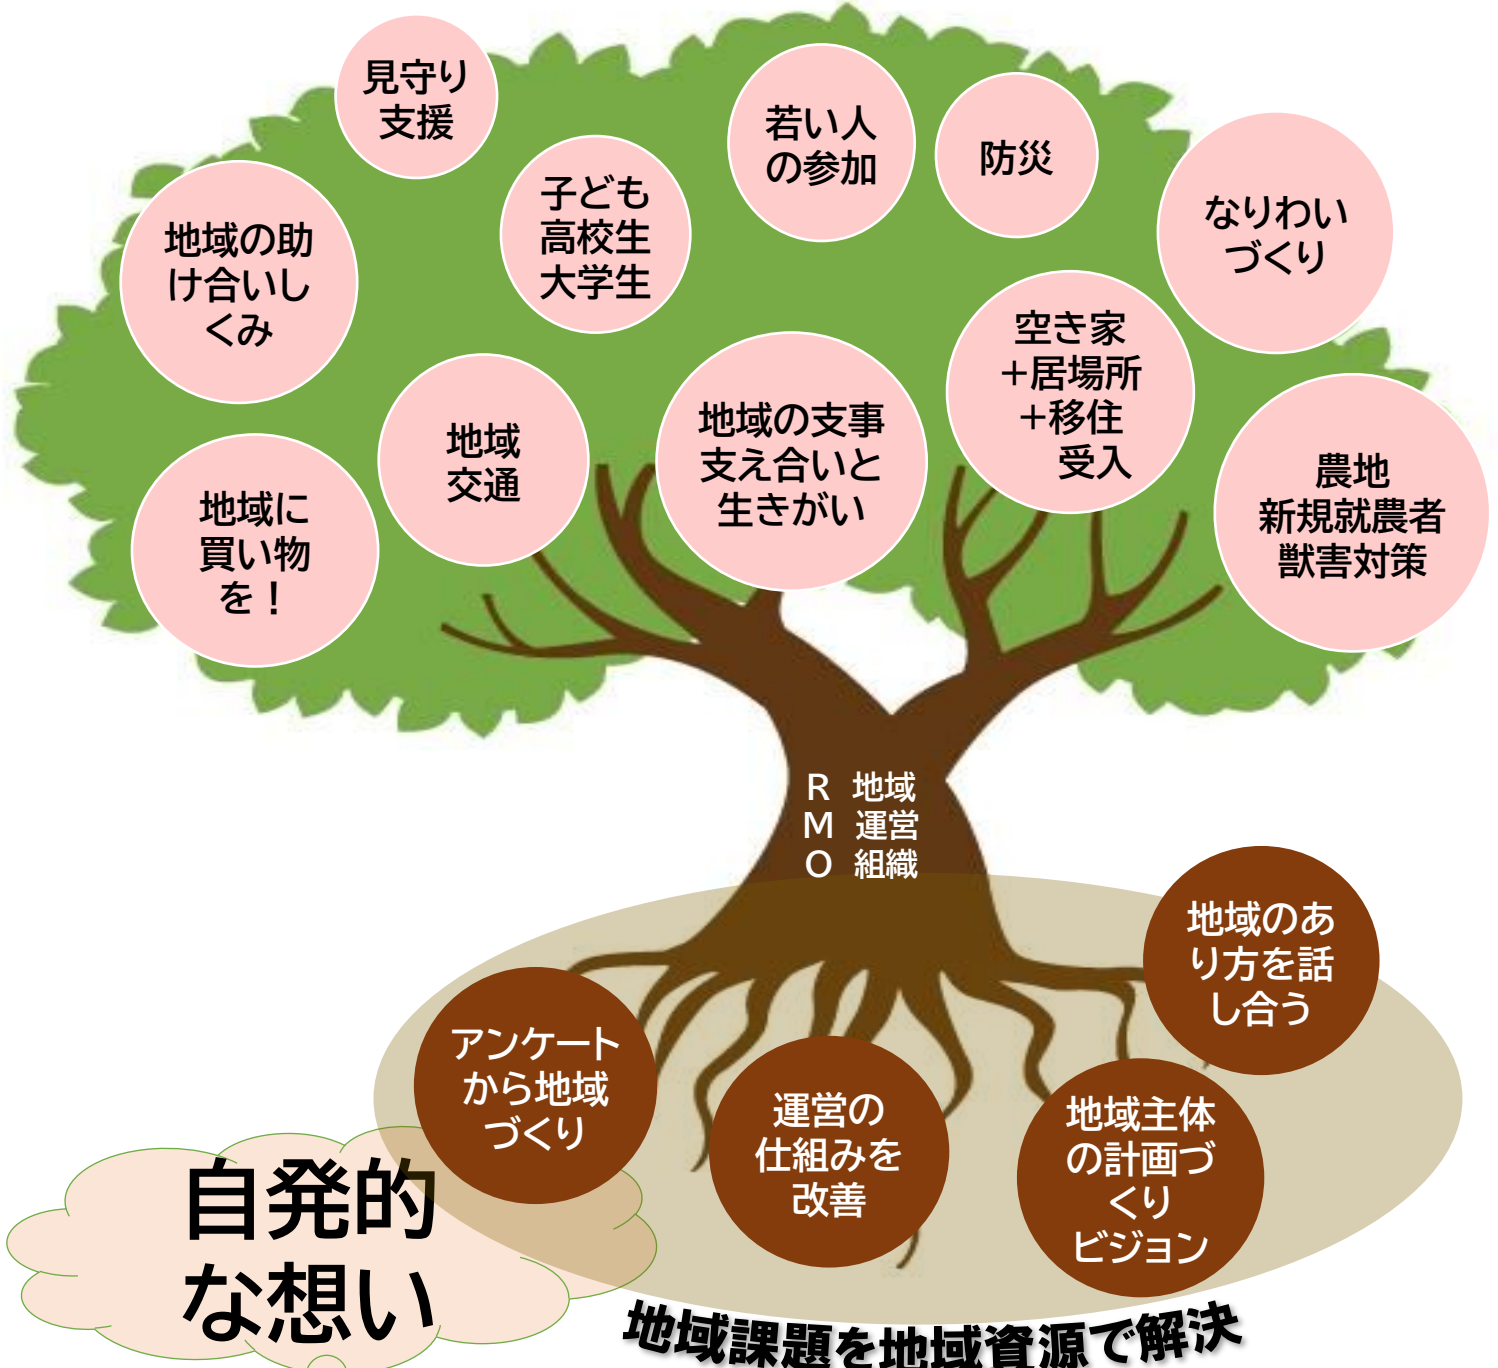 見守り
支援
若い人
の参加
防災
子ども
高校生
大学生
なりわい
づくり
地域の助
け合いし
くみ
空き家
+居場所
+移住
受入
地域
交通
地域の支事
支え合いと
生きがい
農地
新規就農者
獣害対策
地域に
買い物
を！
R 地域
M 運営
O 組織
地域のあ
り方を話
し合う
アンケート
から地域
づくり
運営の
仕組みを
改善
地域主体
の計画づ
くり
ビジョン
自発的
な想い
地域課題を地域資源で解決